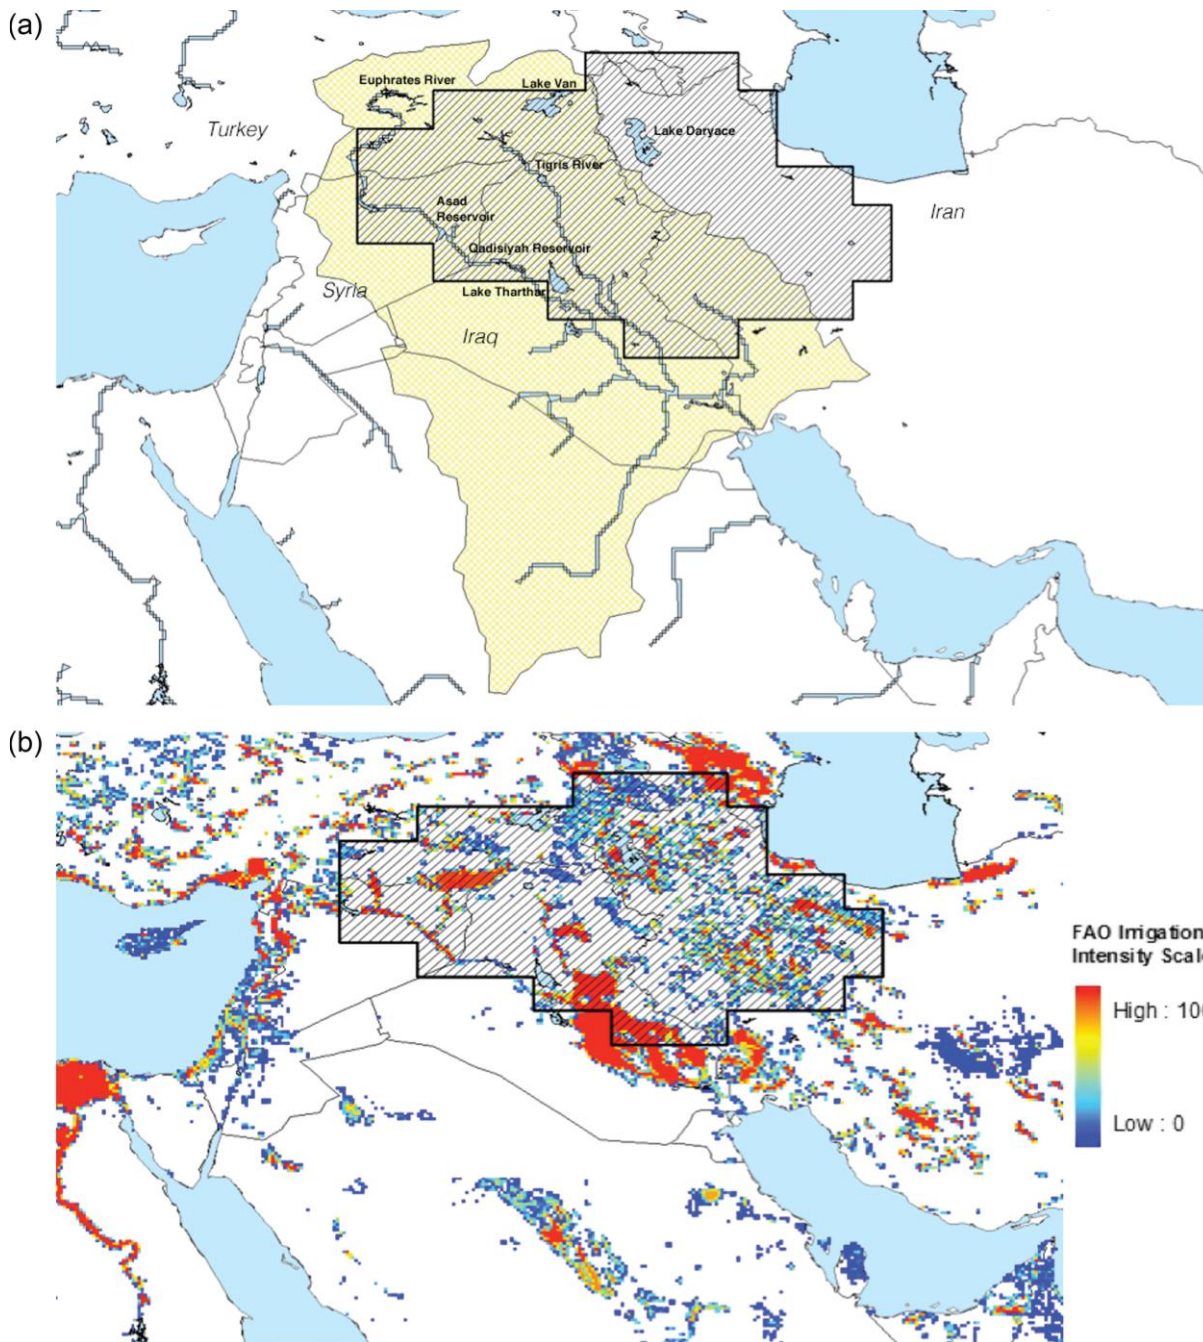 (a)
Euphrates River
Lake Van
Turkey
Lake Daryace
Tigris River
Iran
Asad
Reservoir
Qadisiyah Reservoir
Syria
Lake Tharthar
Iraq
(b)
FAO Irrigation
Intensity Scale
High : 100
Low : 0